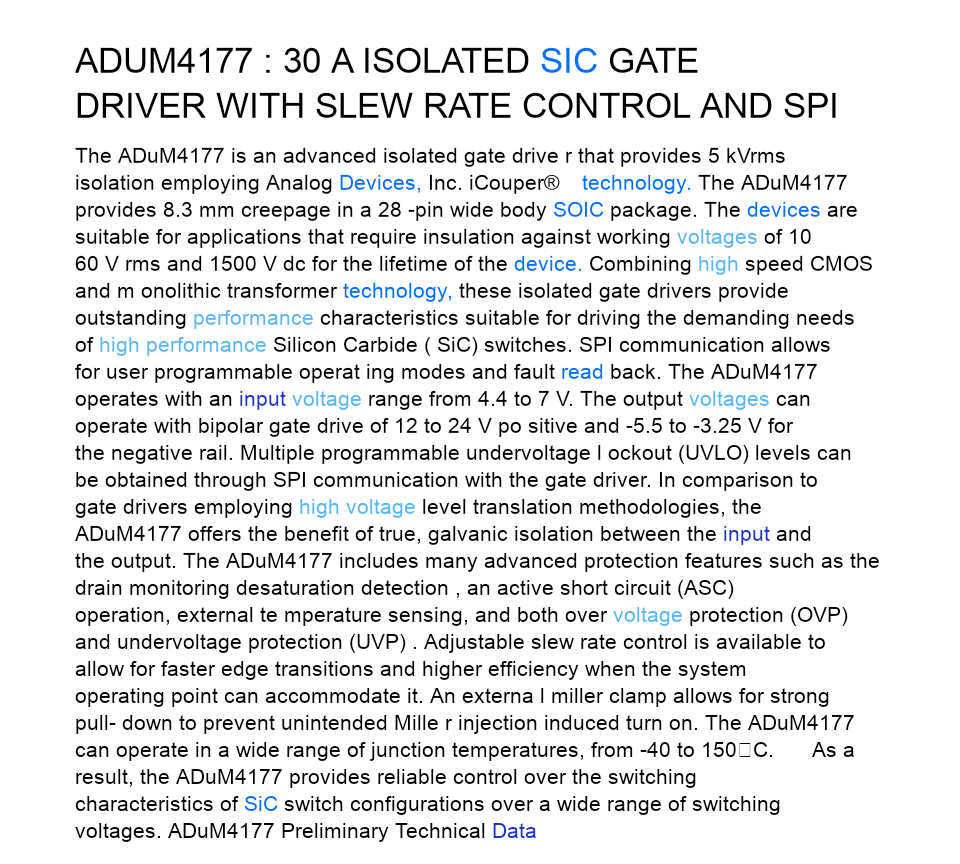 ADUM4177 : 30 A ISOLATED SIC GATE
DRIVER WITH SLEW RATE CONTROL AND SPI
The ADuM4177 is an advanced isolated gate drive r that provides 5 kVrms
isolation employing Analog Devices, Inc. iCouper® technology. The ADuM4177
provides 8.3 mm creepage in a 28 -pin wide body SOIC package. The devices are
suitable for applications that require insulation against working voltages of 10
60 V rms and 1500 V dc for the lifetime of the device. Combining high speed CMOS
and m onolithic transformer technology, these isolated gate drivers provide
outstanding performance characteristics suitable for driving the demanding needs
of high performance Silicon Carbide ( SiC) switches. SPI communication allows
for user programmable operat ing modes and fault read back. The ADuM4177
operates with an input voltage range from 4.4 to 7 V. The output voltages can
operate with bipolar gate drive of 12 to 24 V po sitive and -5.5 to -3.25 V for
the negative rail. Multiple programmable undervoltage l ockout (UVLO) levels can
be obtained through SPI communication with the gate driver. In comparison to
gate drivers employing high voltage level translation methodologies, the
ADuM4177 offers the benefit of true, galvanic isolation between the input and
the output. The ADuM4177 includes many advanced protection features such as the
drain monitoring desaturation detection , an active short circuit (ASC)
operation, external te mperature sensing, and both over voltage protection (OVP)
and undervoltage protection (UVP) . Adjustable slew rate control is available to
allow for faster edge transitions and higher efficiency when the system
operating point can accommodate it. An externa l miller clamp allows for strong
pull- down to prevent unintended Mille r injection induced turn on. The ADuM4177
can operate in a wide range of junction temperatures, from -40 to 150□C. As a
result, the ADuM4177 provides reliable control over the switching
characteristics of SiC switch configurations over a wide range of switching
voltages. ADuM4177 Preliminary Technical Data